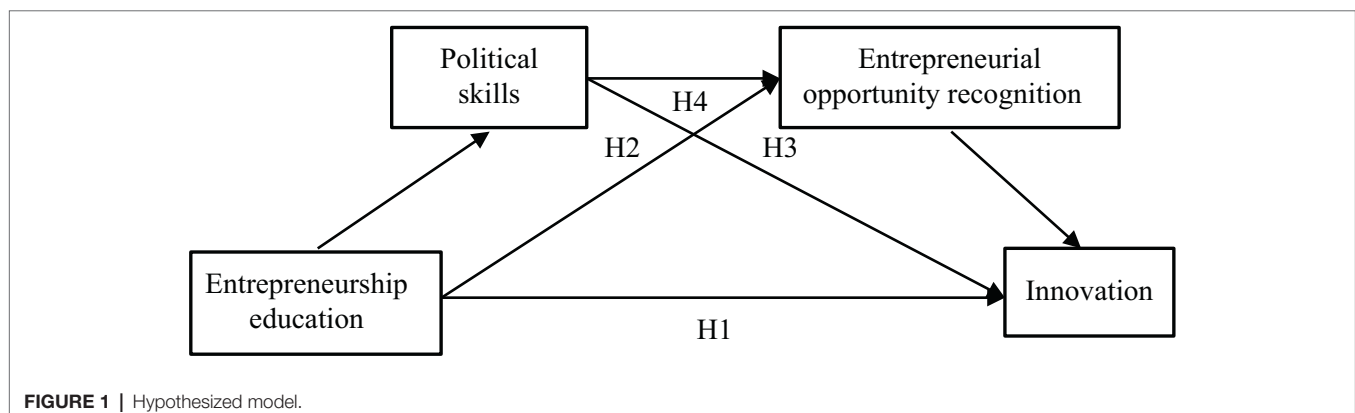 Political
skills
Entrepreneurial
opportunity recognition
H4
H2
H3
Entrepreneurship
education
Innovation
H1
FIGURE 1 | Hypothesized model.